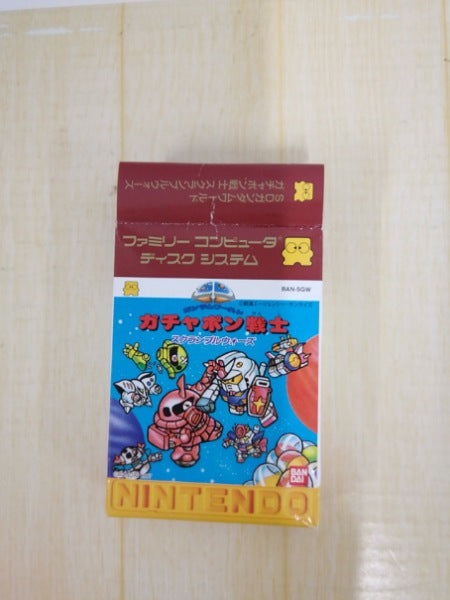 SDガンダムワールド
ガチャポン戦士 スクランブルウォーズ
ファミリー コンピュータ
ディスク システム
BAN-SGW
ガチャポン戦士
スクランブルウォーズ
BAN
DAI
NINTENDO